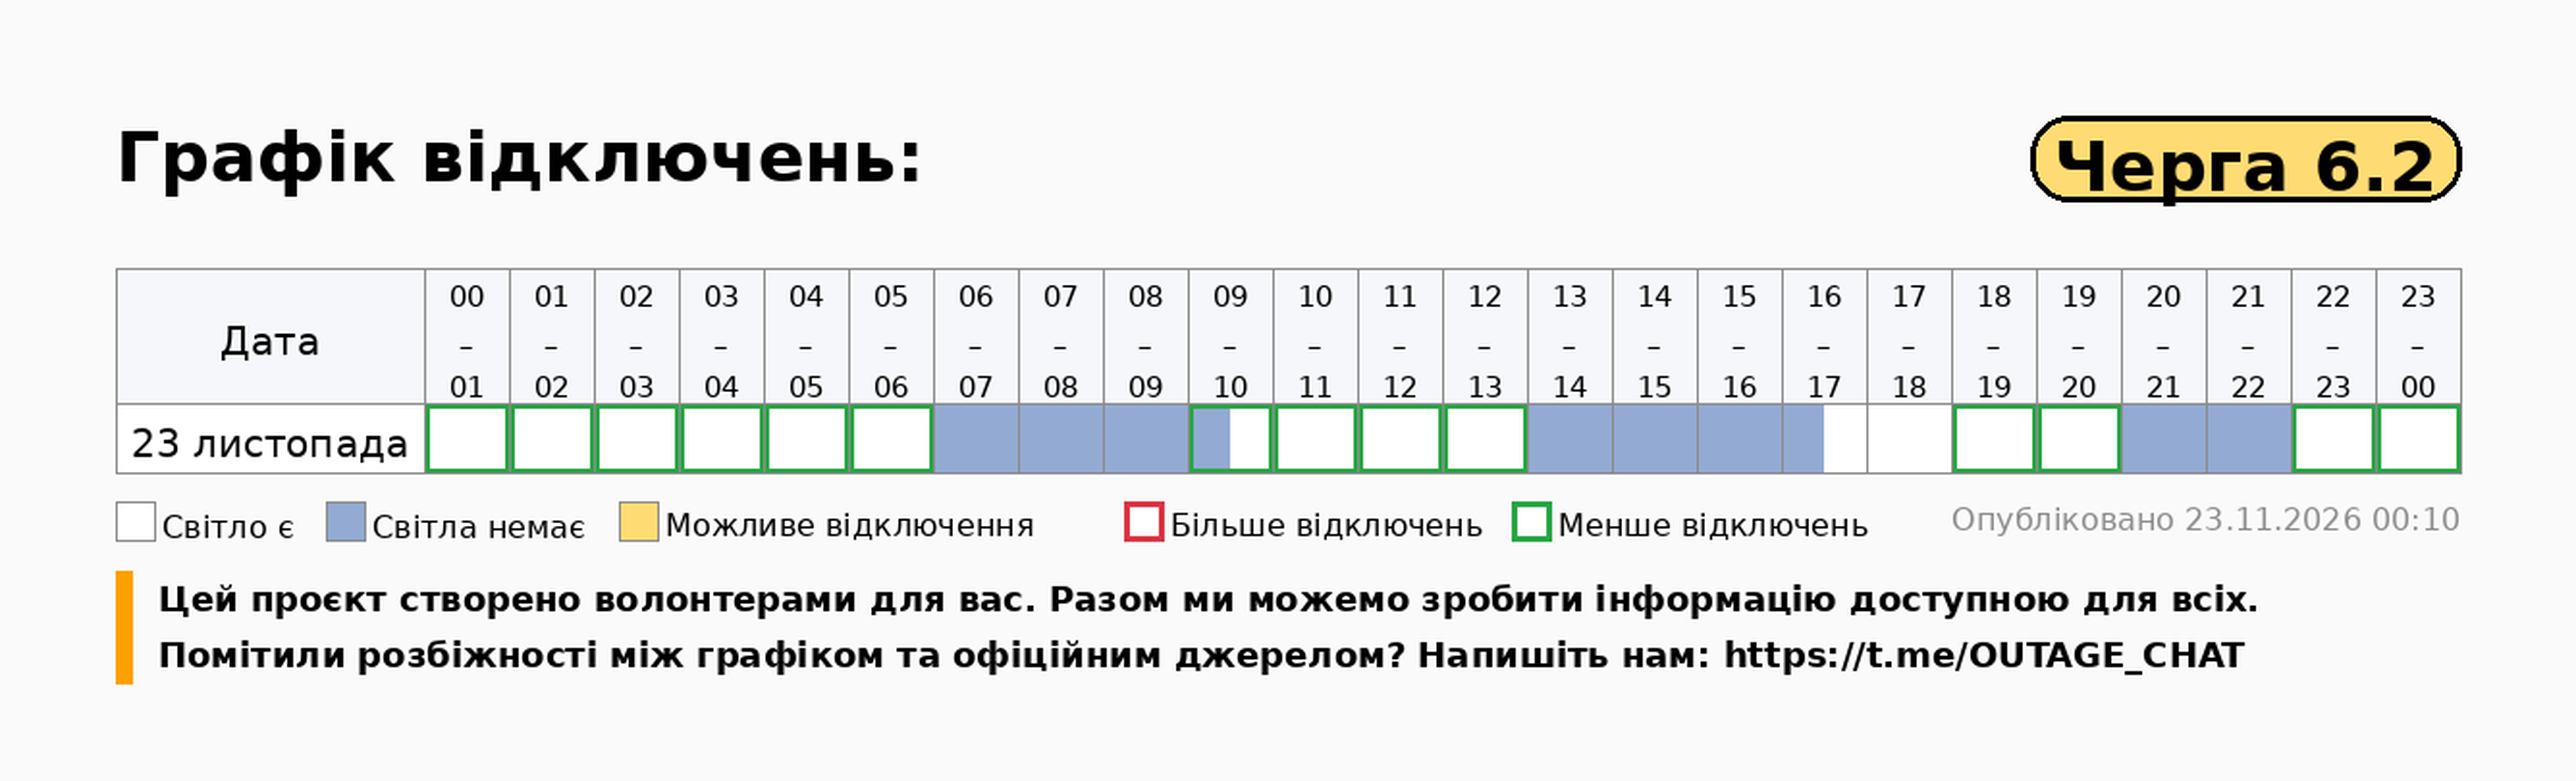 Графік відключень:
Черга 6.2
Дата
00 – 01
01 – 02
02 – 03
03 – 04
04 – 05
05 – 06
06 – 07
07 – 08
08 – 09
09 – 10
10 – 11
11 – 12
12 – 13
13 – 14
14 – 15
15 – 16
16 – 17
17 – 18
18 – 19
19 – 20
20 – 21
21 – 22
22 – 23
23 – 00
23 листопада
Світло є
Світла немає
Можливе відключення
Більше відключень
Менше відключень
Опубліковано 23.11.2026 00:10
Цей проєкт створено волонтерами для вас. Разом ми можемо зробити інформацію доступною для всіх.
Помітили розбіжності між графіком та офіційним джерелом? Напишіть нам: https://t.me/OUTAGE_CHAT